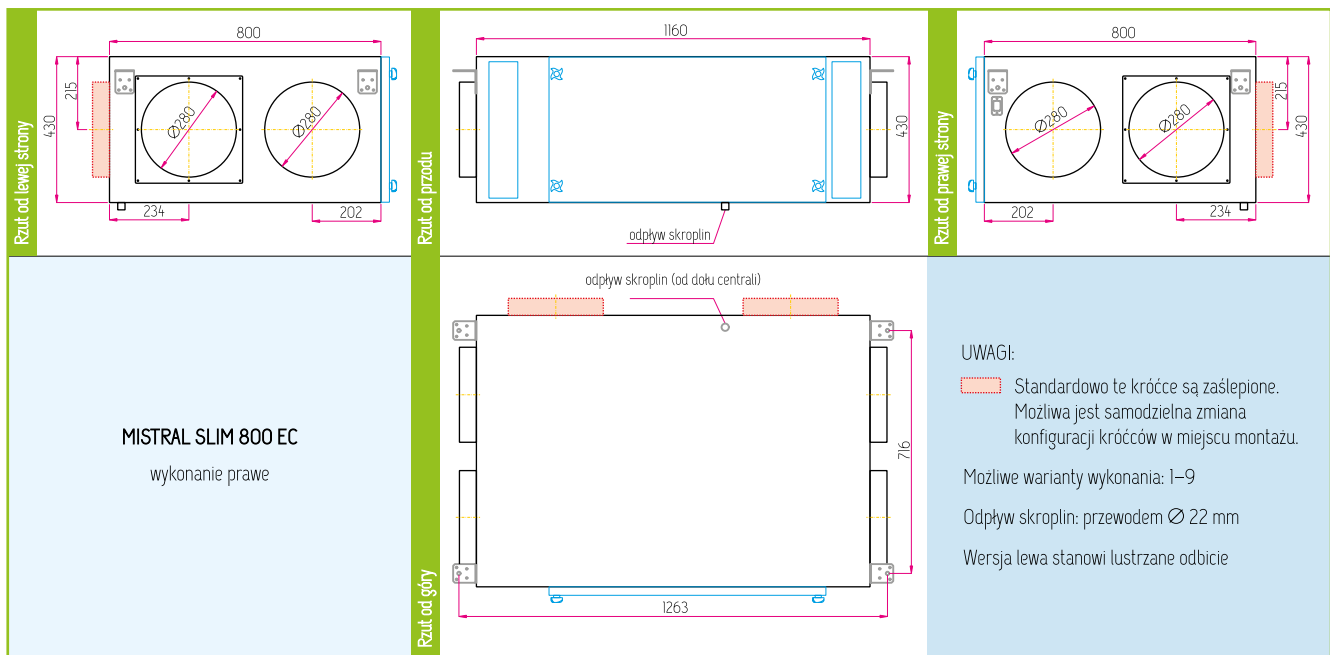 Rzut od lewej strony
800
215
430
Ø280
Ø280
234
202
Rzut od przodu
1160
430
odpływ skroplin
Rzut od prawej strony
800
215
430
Ø280
Ø280
202
234
MISTRAL SLIM 800 EC
wykonanie prawe
Rzut od góry
odpływ skroplin (od dołu centrali)
716
1263
UWAGI:
Standardowo te króćce są zaślepione.
Możliwa jest samodzielna zmiana
konfiguracji króćców w miejscu montażu.
Możliwe warianty wykonania: 1–9
Odpływ skroplin: przewodem Ø 22 mm
Wersja lewa stanowi lustrzane odbicie